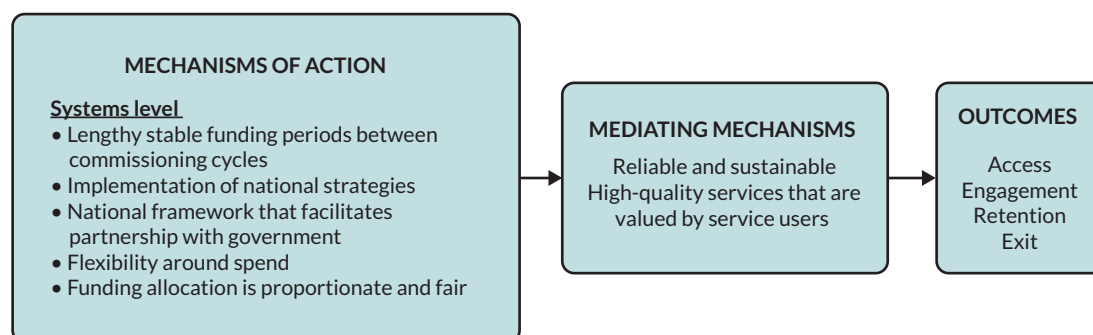 MECHANISMS OF ACTION
Systems level
• Lengthy stable funding periods between
commissioning cycles
• Implementation of national strategies
• National framework that facilitates
partnership with government
• Flexibility around spend
• Funding allocation is proportionate and fair
MEDIATING MECHANISMS
Reliable and sustainable
High-quality services that are
valued by service users
OUTCOMES
Access
Engagement
Retention
Exit